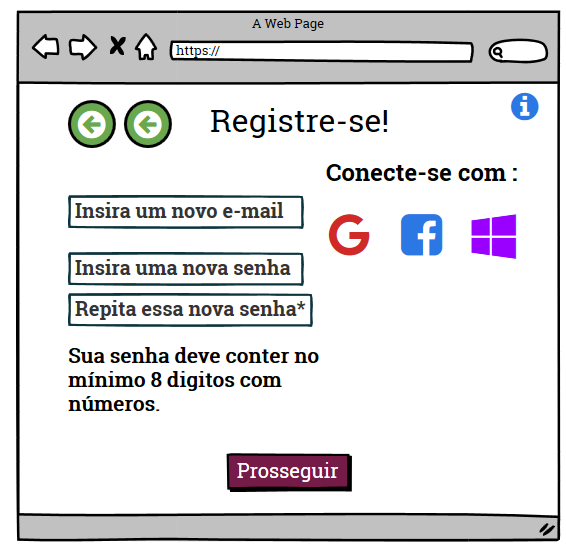 A Web Page
https://
Registre-se!
Conecte-se com :
Insira um novo e-mail
Insira uma nova senha
Repita essa nova senha*
Sua senha deve conter no
mínimo 8 digitos com
números.
Prosseguir